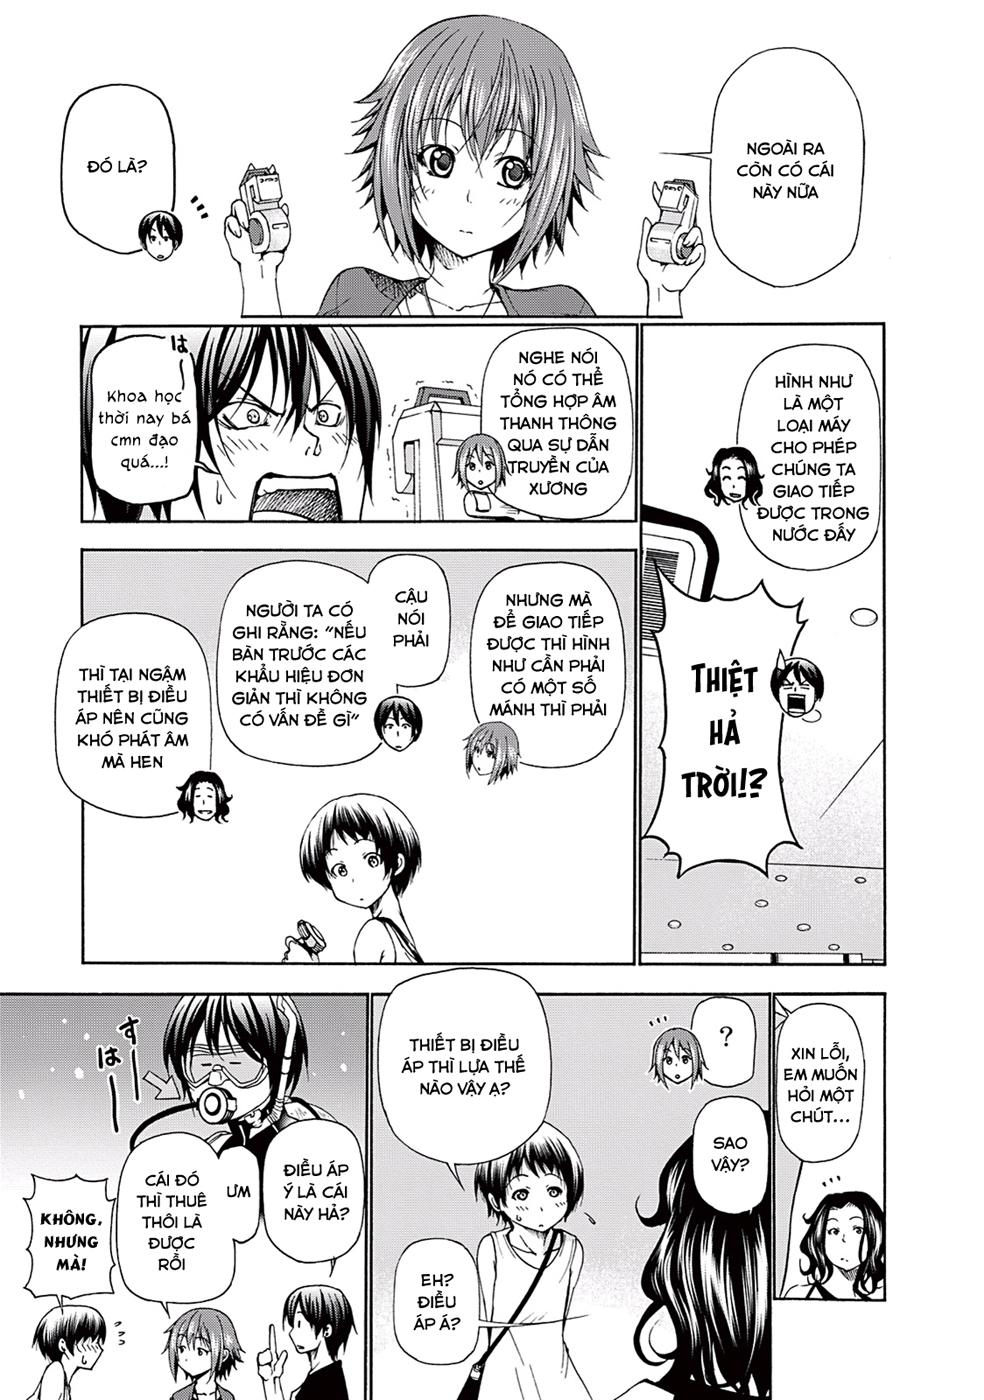 NGOÀI RA
CÒN CÓ CÁI
NÀY NỮA
ĐÓ LÀ?
HÌNH NHƯ
LÀ MỘT
LOẠI MÁY
CHO PHÉP
CHÚNG TA
GIAO TIẾP
ĐƯỢC TRONG
NƯỚC ĐẤY
THIỆT
HẢ
TRỜI!?
NGHE NÓI
NÓ CÓ THỂ
TỔNG HỢP ÂM
THANH THÔNG
QUA SỰ DẪN
TRUYỀN CỦA
XƯƠNG
は
Khoa học
thời nay bá
cmn đạo
quá...!
NHƯNG MÀ
ĐỂ GIAO TIẾP
ĐƯỢC THÌ HÌNH
NHƯ CẦN PHẢI
CÓ MỘT SỐ
MÁNH THÌ PHẢI
CẬU
NÓI
PHẢI
NGƯỜI TA CÓ
GHI RẰNG: "NẾU
BÀN TRƯỚC CÁC
KHẨU HIỆU ĐƠN
GIẢN THÌ KHÔNG
CÓ VẤN ĐỀ GÌ"
THÌ TẠI NGẬM
THIẾT BỊ ĐIỀU
ÁP NÊN CŨNG
KHÓ PHÁT ÂM
MÀ HEN
XIN LỖI,
EM MUỐN
HỎI MỘT
CHÚT...
?
SAO
VẬY?
THIẾT BỊ ĐIỀU
ÁP THÌ LỰA THẾ
NÀO VẬY Ạ?
EH?
ĐIỀU
ÁP Á?
すー
はー
ĐIỀU ÁP
Ý LÀ CÁI
NÀY HẢ?
ƯM
CÁI ĐÓ
THÌ THUÊ
THÔI LÀ
ĐƯỢC
RỒI
KHÔNG,
NHƯNG
MÀ!